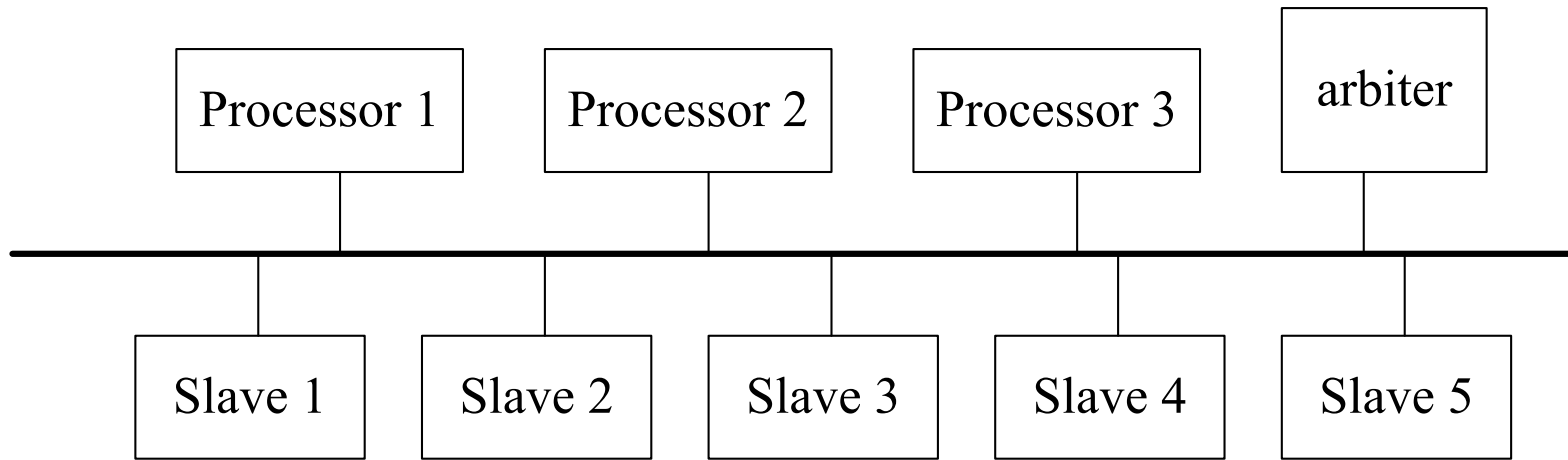 Processor 1
Processor 2
Processor 3
arbiter
Slave 1
Slave 2
Slave 3
Slave 4
Slave 5